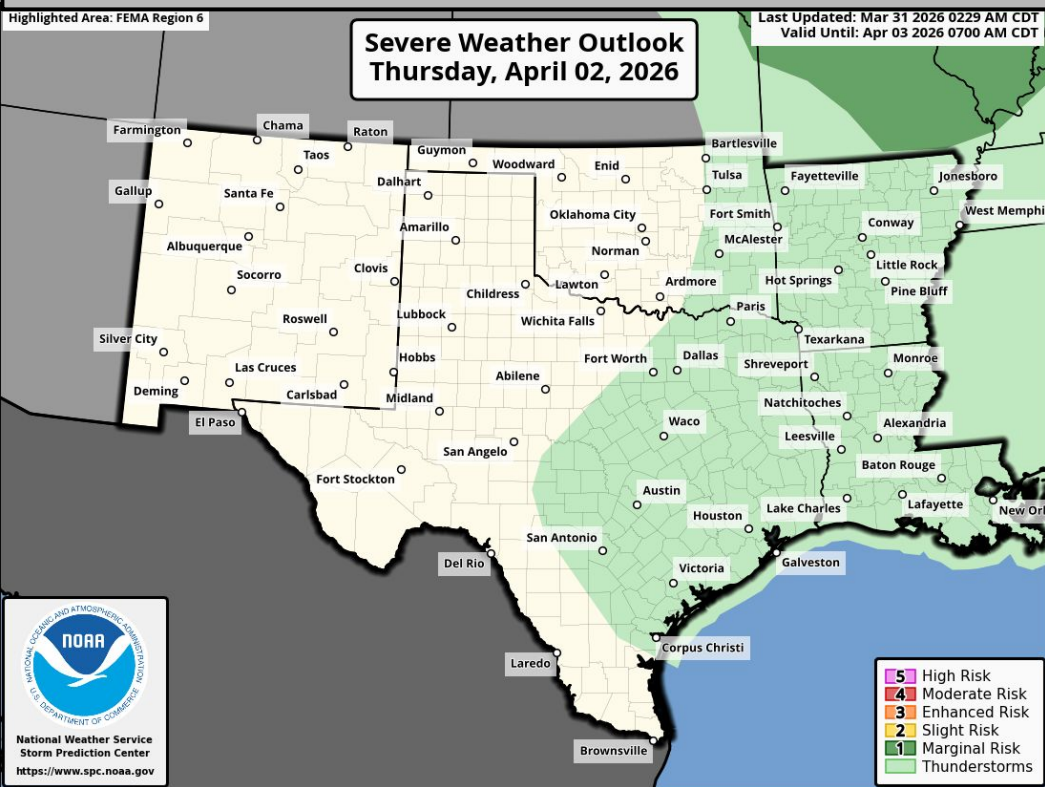 Highlighted Area: FEMA Region 6
Last Updated: Mar 31 2026 0229 AM CDT
Valid Until: Apr 03 2026 0700 AM CDT
Severe Weather Outlook
Thursday, April 02, 2026
Farmington
Chama
Raton
Taos
Guymon
Woodward
Enid
Bartlesville
Tulsa
Fayetteville
Jonesboro
Gallup
Santa Fe
Dalhart
Oklahoma City
Fort Smith
West Memphi
Conway
Albuquerque
Amarillo
Norman
McAlester
Little Rock
Socorro
Clovis
Childress
Lawton
Ardmore
Hot Springs
Pine Bluff
Roswell
Lubbock
Wichita Falls
Paris
Texarkana
Silver City
Las Cruces
Hobbs
Fort Worth
Dallas
Shreveport
Monroe
Deming
Carlsbad
Midland
Abilene
Natchitoches
El Paso
San Angelo
Waco
Leesville
Alexandria
Fort Stockton
Baton Rouge
Austin
Houston
Lake Charles
Lafayette
New Orl
San Antonio
Del Rio
Victoria
Galveston
Corpus Christi
Laredo
Brownsville
NATIONAL OCEANIC AND ATMOSPHERIC ADMINISTRATION
NOAA
U.S. DEPARTMENT OF COMMERCE
National Weather Service
Storm Prediction Center
https://www.spc.noaa.gov
5 High Risk
4 Moderate Risk
3 Enhanced Risk
2 Slight Risk
1 Marginal Risk
Thunderstorms